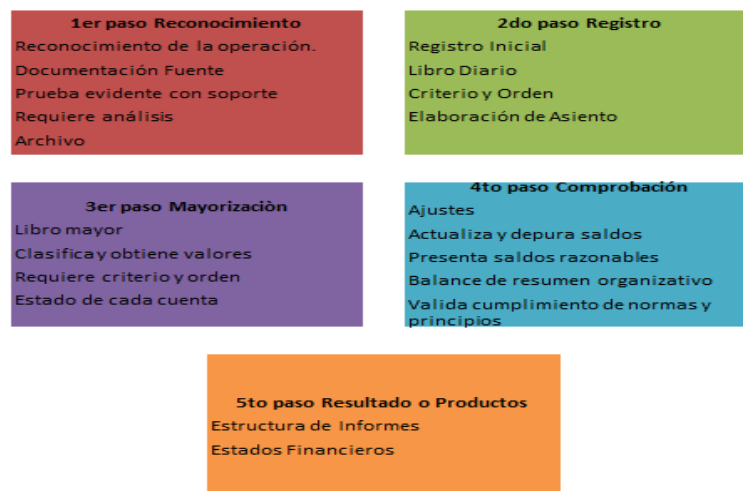 1er paso Reconocimiento
Reconocimiento de la operación.
Documentación Fuente
Prueba evidente con soporte
Requiere análisis
Archivo
2do paso Registro
Registro Inicial
Libro Diario
Criterio y Orden
Elaboración de Asiento
3er paso Mayorizaciòn
Libro mayor
Clasifica y obtiene valores
Requiere criterio y orden
Estado de cada cuenta
4to paso Comprobación
Ajustes
Actualiza y depura saldos
Presenta saldos razonables
Balance de resumen organizativo
Valida cumplimiento de normas y
principios
5to paso Resultado o Productos
Estructura de Informes
Estados Financieros